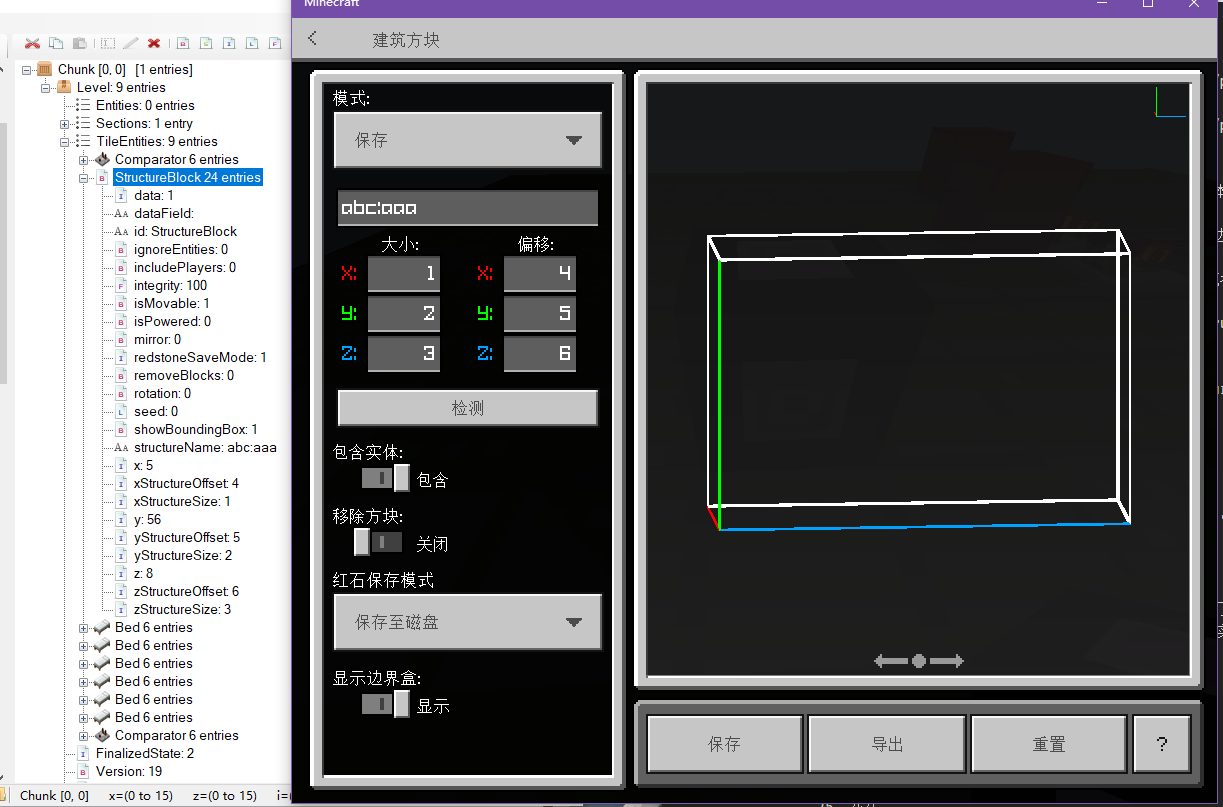 Minecraft
建筑方块
Chunk [0, 0]   [1 entries]
Level: 9 entries
Entities: 0 entries
Sections: 1 entry
TileEntities: 9 entries
Comparator 6 entries
StructureBlock 24 entries
data: 1
dataField:
id: StructureBlock
ignoreEntities: 0
includePlayers: 0
integrity: 100
isMovable: 1
isPowered: 0
mirror: 0
redstoneSaveMode: 1
removeBlocks: 0
rotation: 0
seed: 0
showBoundingBox: 1
structureName: abc:aaa
x: 5
xStructureOffset: 4
xStructureSize: 1
y: 56
yStructureOffset: 5
yStructureSize: 2
z: 8
zStructureOffset: 6
zStructureSize: 3
Bed 6 entries
Bed 6 entries
Bed 6 entries
Bed 6 entries
Bed 6 entries
Bed 6 entries
Comparator 6 entries
FinalizedState: 2
Version: 19
Chunk [0, 0]   x=(0 to 15)   z=(0 to 15)   i=(
模式:
保存
abc:aaa
大小: 偏移:
X: 1 X: 4
Y: 2 Y: 5
Z: 3 Z: 6
检测
包含实体:
包含
移除方块:
关闭
红石保存模式
保存至磁盘
显示边界盒:
显示
保存 导出 重置 ?